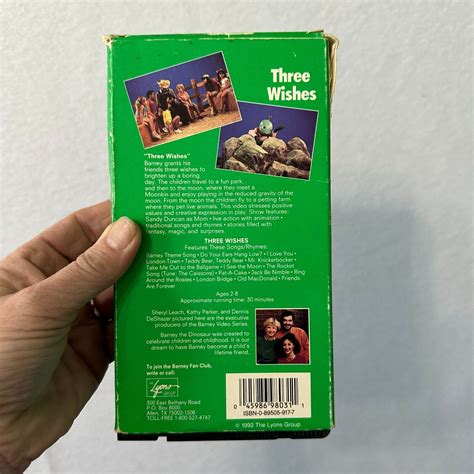 Three
Wishes
"Three Wishes"
Barney grants his
friends three wishes to
brighten up a boring
day. The children travel to a fun park,
and then to the moon, where they meet a
Moonkin and enjoy playing in the reduced gravity of the
moon. From the moon the children fly to a petting farm
where they pet live animals. This video stresses positive
values and creative expression in play. Show features:
Sandy Duncan as Mom • live action with animation •
traditional songs and rhymes • stories filled with
fantasy, magic, and surprises.
THREE WISHES
Features These Songs/Rhymes:
Barney Theme Song • Do Your Ears Hang Low? • I Love You •
London Town • Teddy Bear, Teddy Bear • Mr. Knickerbocker •
Take Me Out to the Ballgame • I See the Moon • The Rocket
Song (Tune: The Caissons) • Pat-A-Cake • Jack Be Nimble • Ring
Around the Rosies • London Bridge • Old MacDonald • Friends
Are Forever
Ages 2-8
Approximate running time: 30 minutes
Sheryl Leach, Kathy Parker, and Dennis
DeShazer pictured here are the executive
producers of the Barney Video Series.
Barney the Dinosaur was created to
celebrate children and childhood. It is our
dream to have Barney become a child's
lifetime friend.
To join the Barney Fan Club,
write or call:
The
Lyons
GROUP
300 East Bethany Road
P.O. Box 8000
Allen, TX 75002-1306
TOLL-FREE 1-800-527-4747
0 45986 98031 1
ISBN-0-89505-917-7
© 1992 The Lyons Group